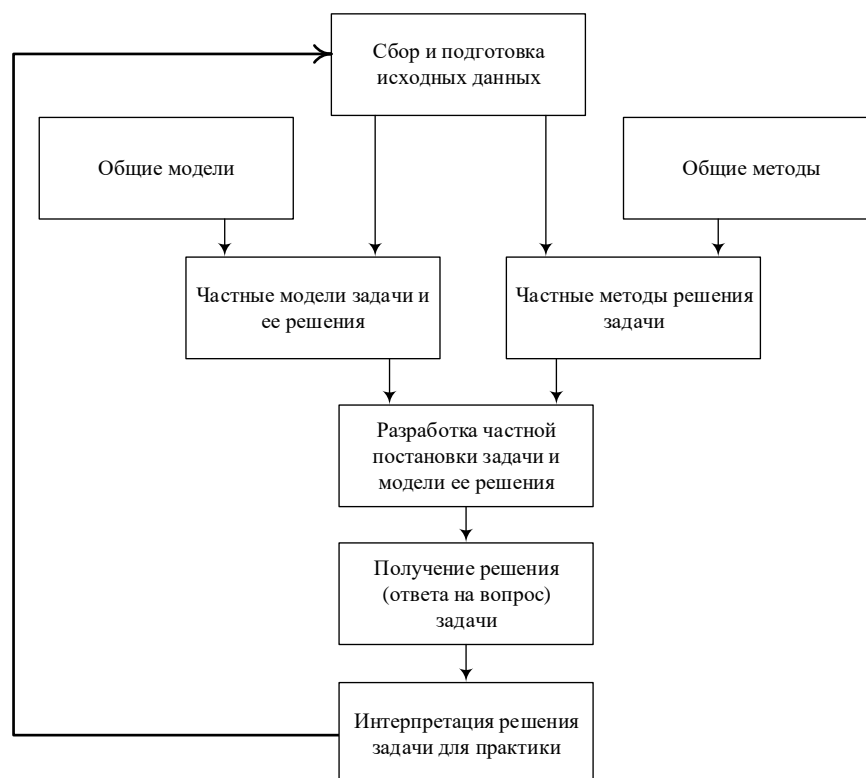 Сбор и подготовка
исходных данных
Общие модели
Общие методы
Частные модели задачи и
ее решения
Частные методы решения
задачи
Разработка частной
постановки задачи и
модели ее решения
Получение решения
(ответа на вопрос)
задачи
Интерпретация решения
задачи для практики